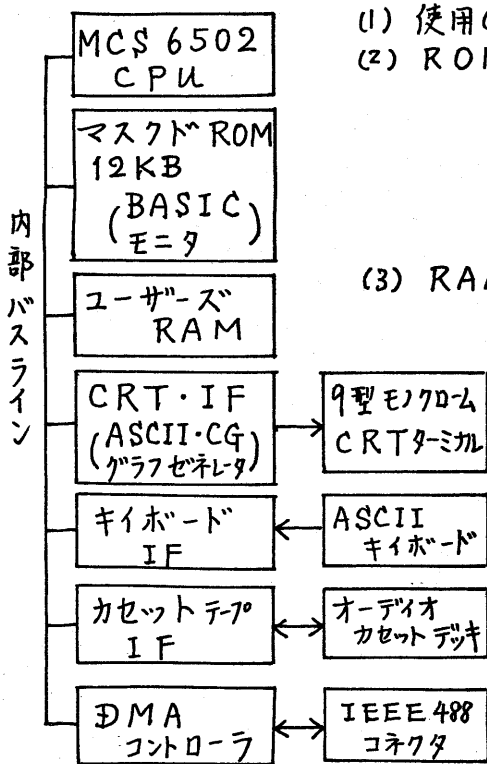 MCS 6502
CPU
マスクド ROM
12KB
(BASIC
モニタ)
ユーザーズ
RAM
CRT・IF
(ASCII・CG
グラフゼネレータ)
キイボード
IF
カセットテープ
IF
DMA
コントローラ
内部バスライン
9型モノクローム
CRTターミナル
ASCII
キイボード
オーディオ
カセットデッキ
IEEE 488
コネクタ
(1) 使用
(2) ROM
(3) RA